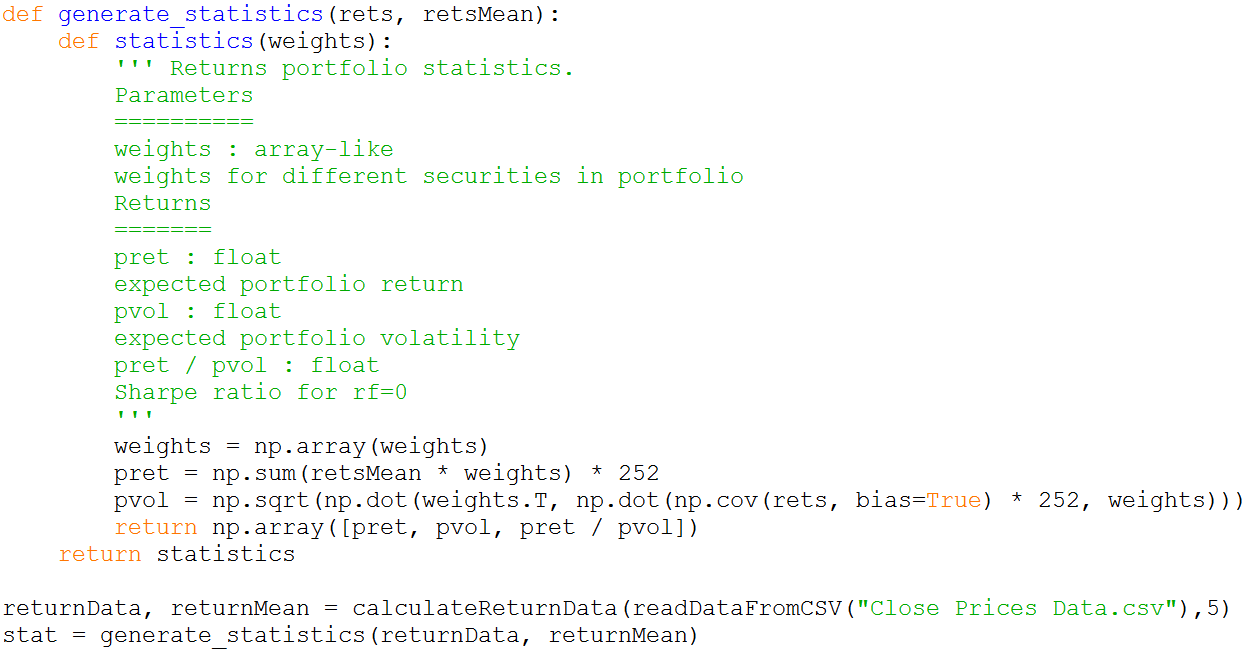 def generate_statistics(rets, retsMean):
    def statistics(weights):
        ''' Returns portfolio statistics.
        Parameters
        ==========
        weights : array-like
        weights for different securities in portfolio
        Returns
        =======
        pret : float
        expected portfolio return
        pvol : float
        expected portfolio volatility
        pret / pvol : float
        Sharpe ratio for rf=0
        '''
        weights = np.array(weights)
        pret = np.sum(retsMean * weights) * 252
        pvol = np.sqrt(np.dot(weights.T, np.dot(np.cov(rets, bias=True) * 252, weights)))
        return np.array([pret, pvol, pret / pvol])
    return statistics

returnData, returnMean = calculateReturnData(readDataFromCSV("Close Prices Data.csv"),5)
stat = generate_statistics(returnData, returnMean)